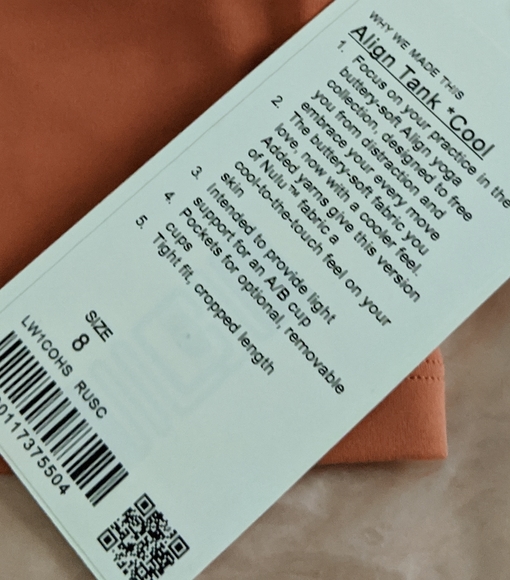 WHY WE MADE THIS
Align Tank *Cool
1. Focus on your practice in the
buttery-soft Align yoga
collection, designed to free
you from distraction and
embrace your every move
2. The buttery-soft fabric you
love, now with a cooler feel.
Added yarns give this version
of Nulu™ fabric a
cool-to-the-touch feel on your
skin
3. Intended to provide light
support for an A/B cup
4. Pockets for optional, removable
cups
5. Tight fit, cropped length
SIZE
8
LW1COHS RUSC
0117375504